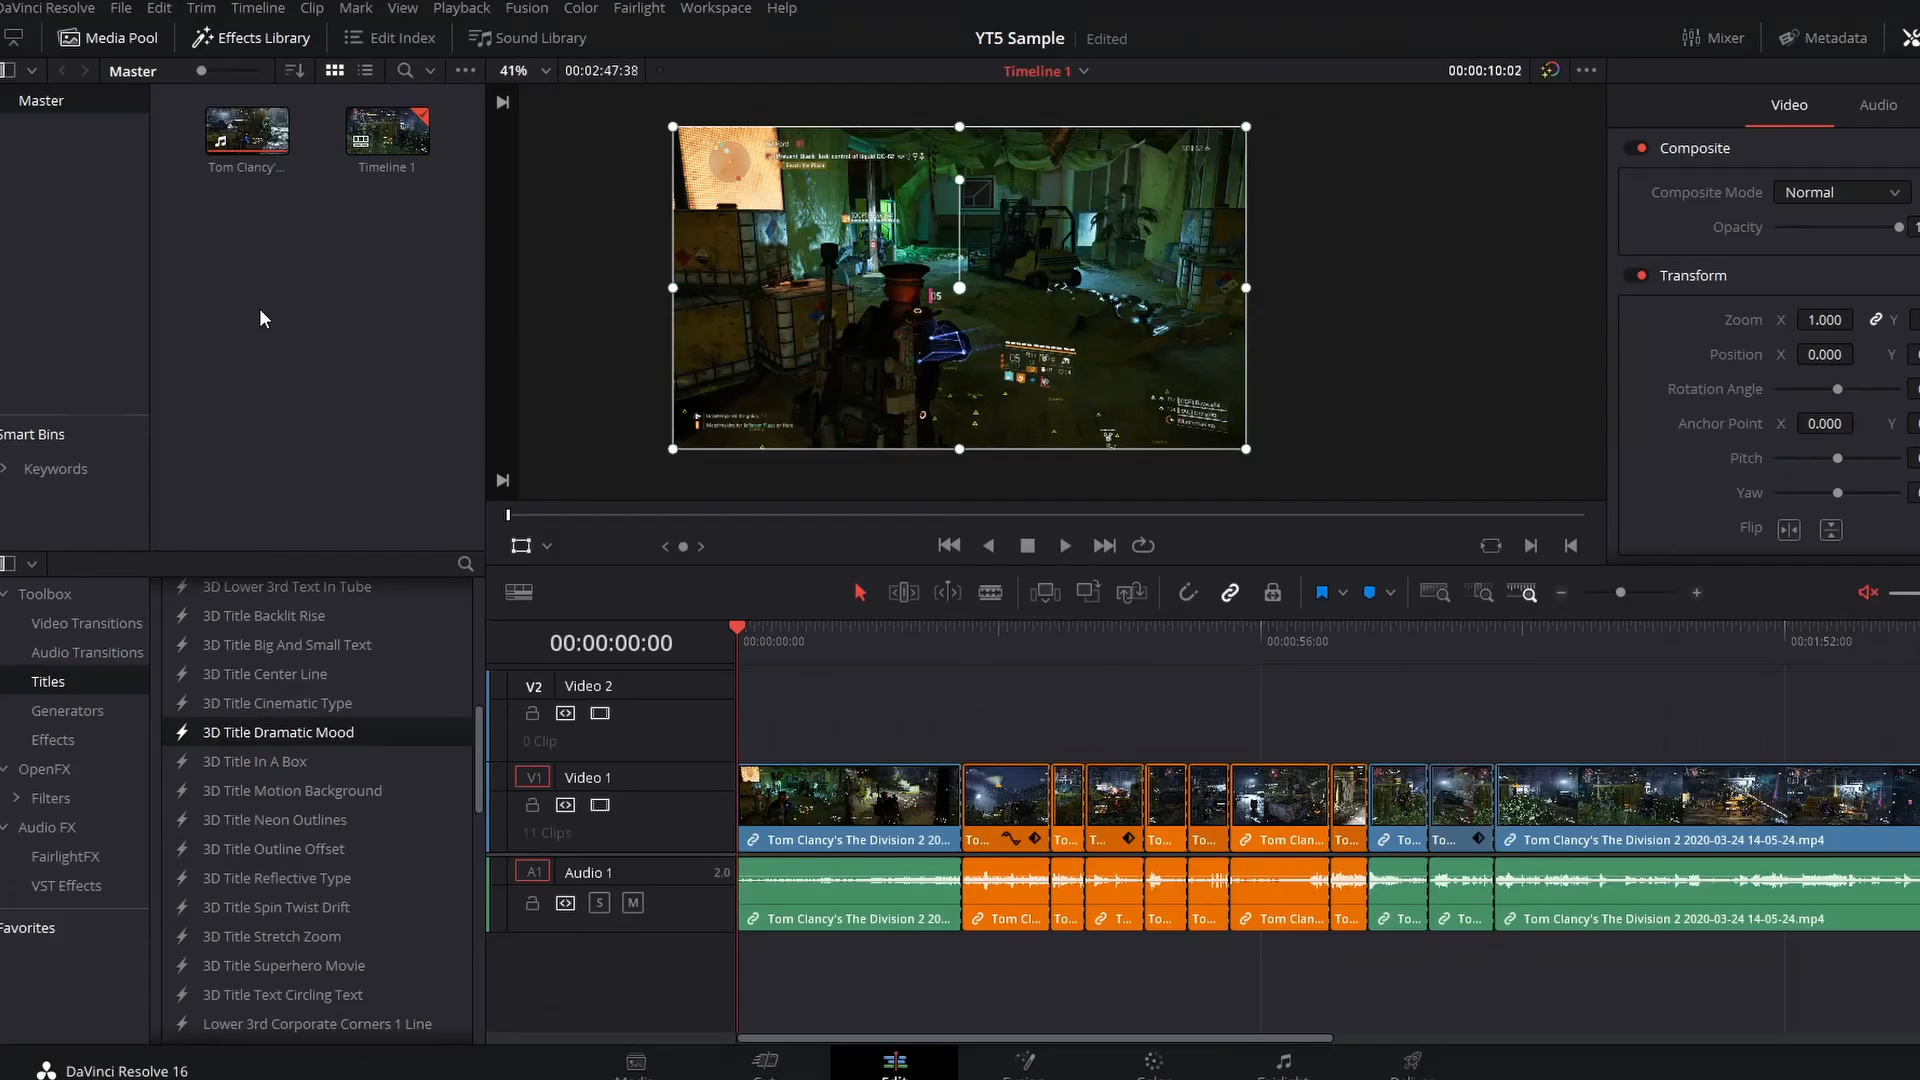 DaVinci Resolve File Edit Trim Timeline Clip Mark View Playback Fusion Color Fairlight Workspace Help
Media Pool Effects Library Edit Index Sound Library YT5 Sample Edited Mixer Metadata
Master 41% 00:02:47:38 Timeline 1 00:00:10:02
Master
Tom Clancy'... Timeline 1
Smart Bins
Keywords
Video Audio
Composite
Composite Mode Normal
Opacity
Transform
Zoom X 1.000 Y
Position X 0.000 Y
Rotation Angle
Anchor Point X 0.000 Y
Pitch
Yaw
Flip
Toolbox
Video Transitions
Audio Transitions
Titles
Generators
Effects
OpenFX
Filters
Audio FX
FairlightFX
VST Effects
Favorites
3D Lower 3rd Text In Tube
3D Title Backlit Rise
3D Title Big And Small Text
3D Title Center Line
3D Title Cinematic Type
3D Title Dramatic Mood
3D Title In A Box
3D Title Motion Background
3D Title Neon Outlines
3D Title Outline Offset
3D Title Reflective Type
3D Title Spin Twist Drift
3D Title Stretch Zoom
3D Title Superhero Movie
3D Title Text Circling Text
Lower 3rd Corporate Corners 1 Line
00:00:00:00 00:00:00:00 00:00:56:00 00:01:52:00
V2 Video 2
0 Clip
V1 Video 1
11 Clips
Tom Clancy's The Division 2 20... To... To... T... To... To... Tom Clan... To... To... To... Tom Clancy's The Division 2 2020-03-24 14-05-24.mp4
A1 Audio 1 2.0
S M
Tom Clancy's The Division 2 20... Tom Cl... To... T... To... To... Tom Clan... To... To... To... Tom Clancy's The Division 2 2020-03-24 14-05-24.mp4
DaVinci Resolve 16 Edit